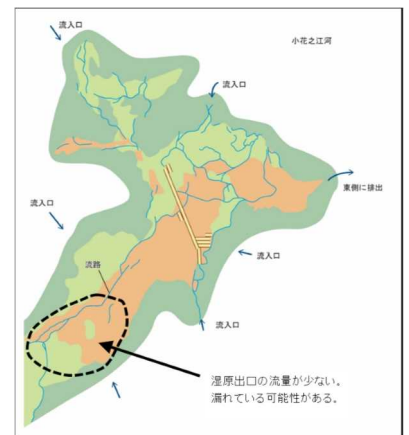 小花之江河
流入口
流入口
東側に排出
流入口
流入口
流路
流入口
湿原出口の流量が少ない。
漏れている可能性がある。